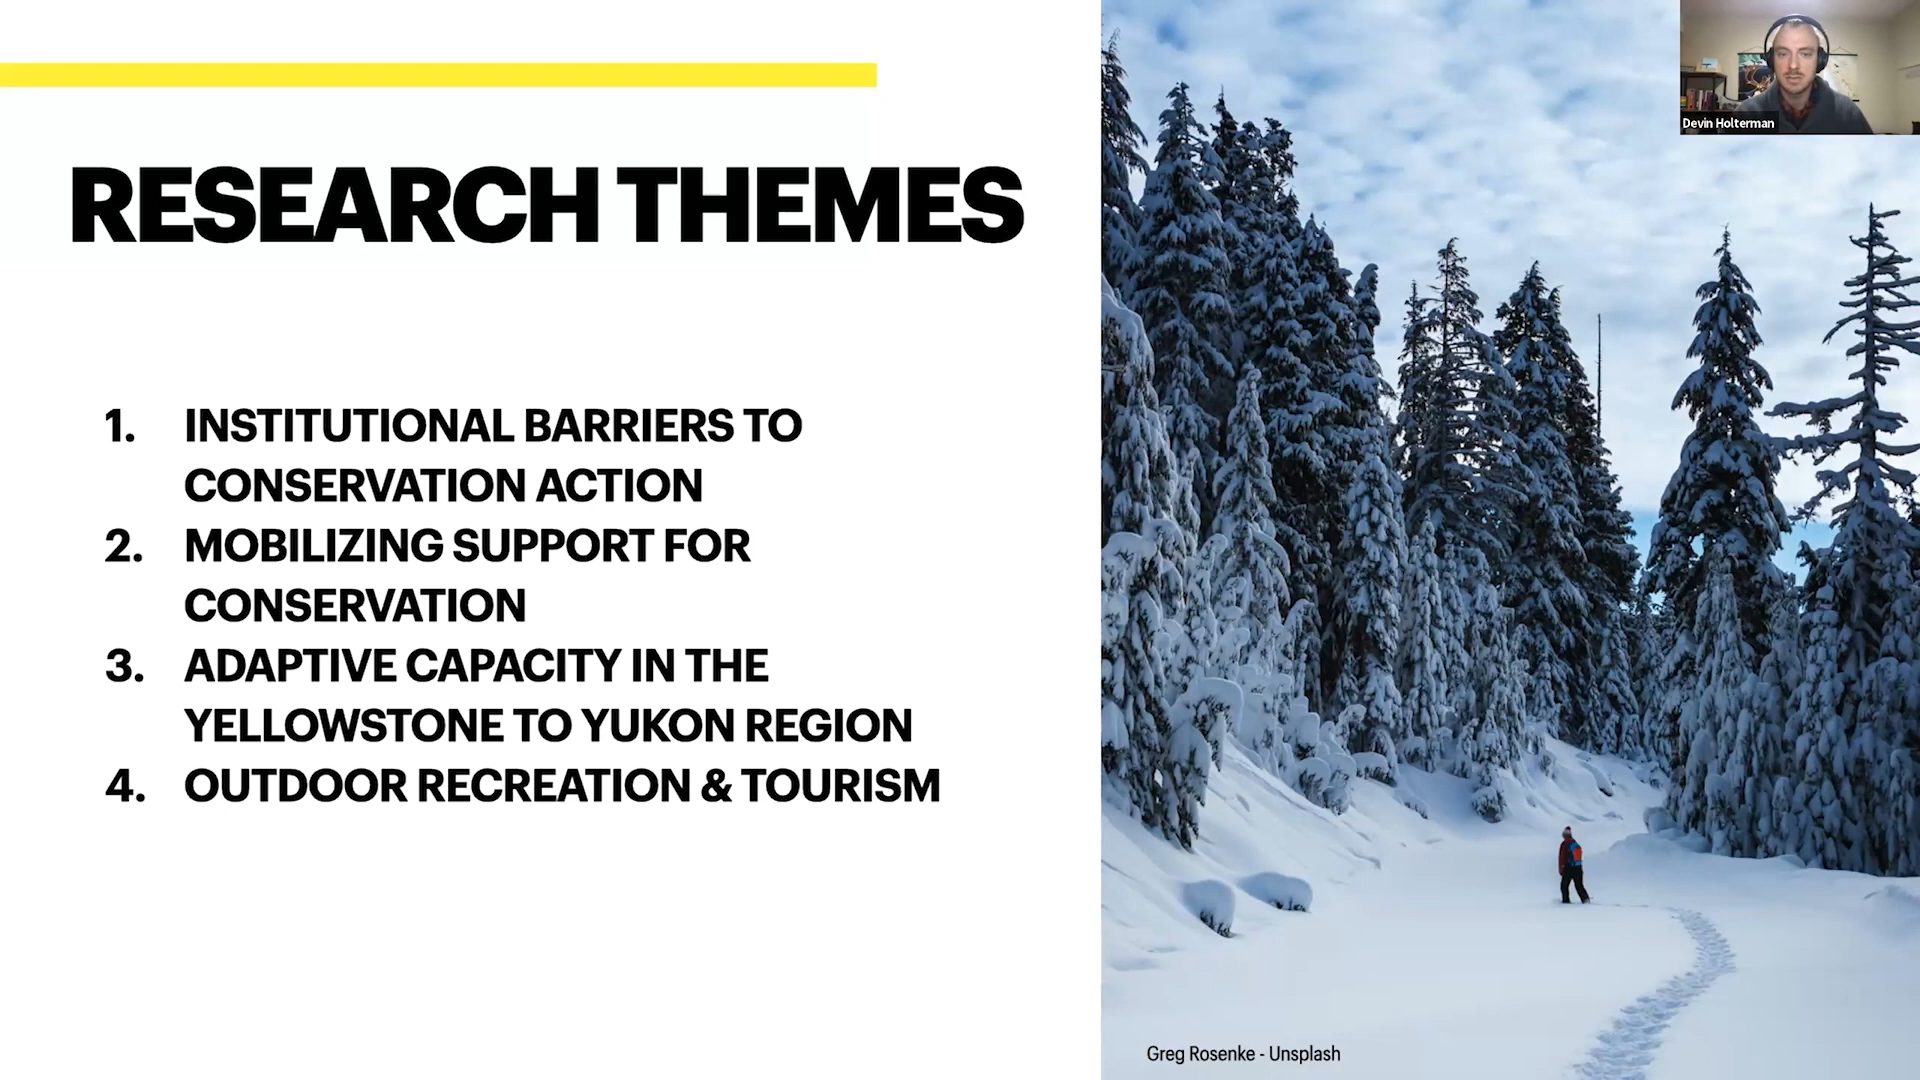 RESEARCH THEMES
1. INSTITUTIONAL BARRIERS TO
CONSERVATION ACTION
2. MOBILIZING SUPPORT FOR
CONSERVATION
3. ADAPTIVE CAPACITY IN THE
YELLOWSTONE TO YUKON REGION
4. OUTDOOR RECREATION & TOURISM
Devin Holterman
Greg Rosenke - Unsplash